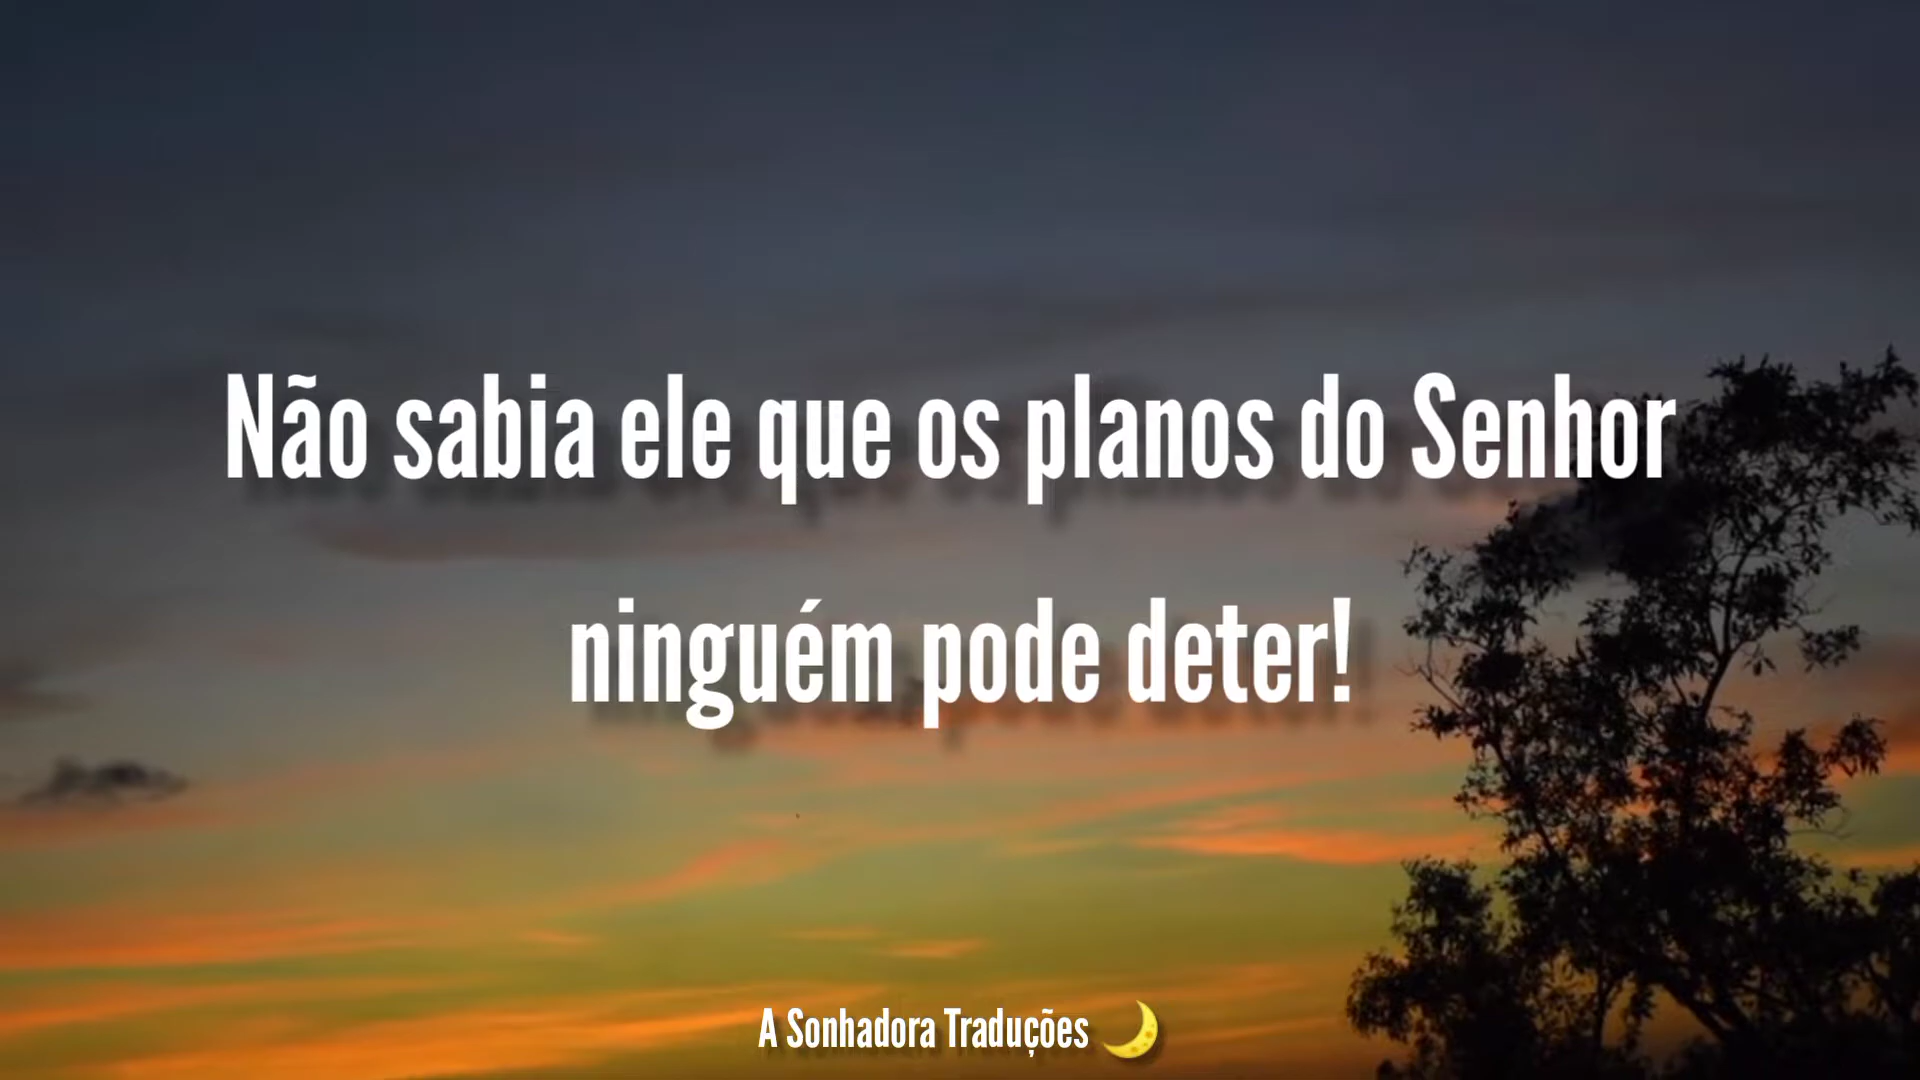 Não sabia ele que os planos do Senhor
ninguém pode deter!
A Sonhadora Traduções 🌙